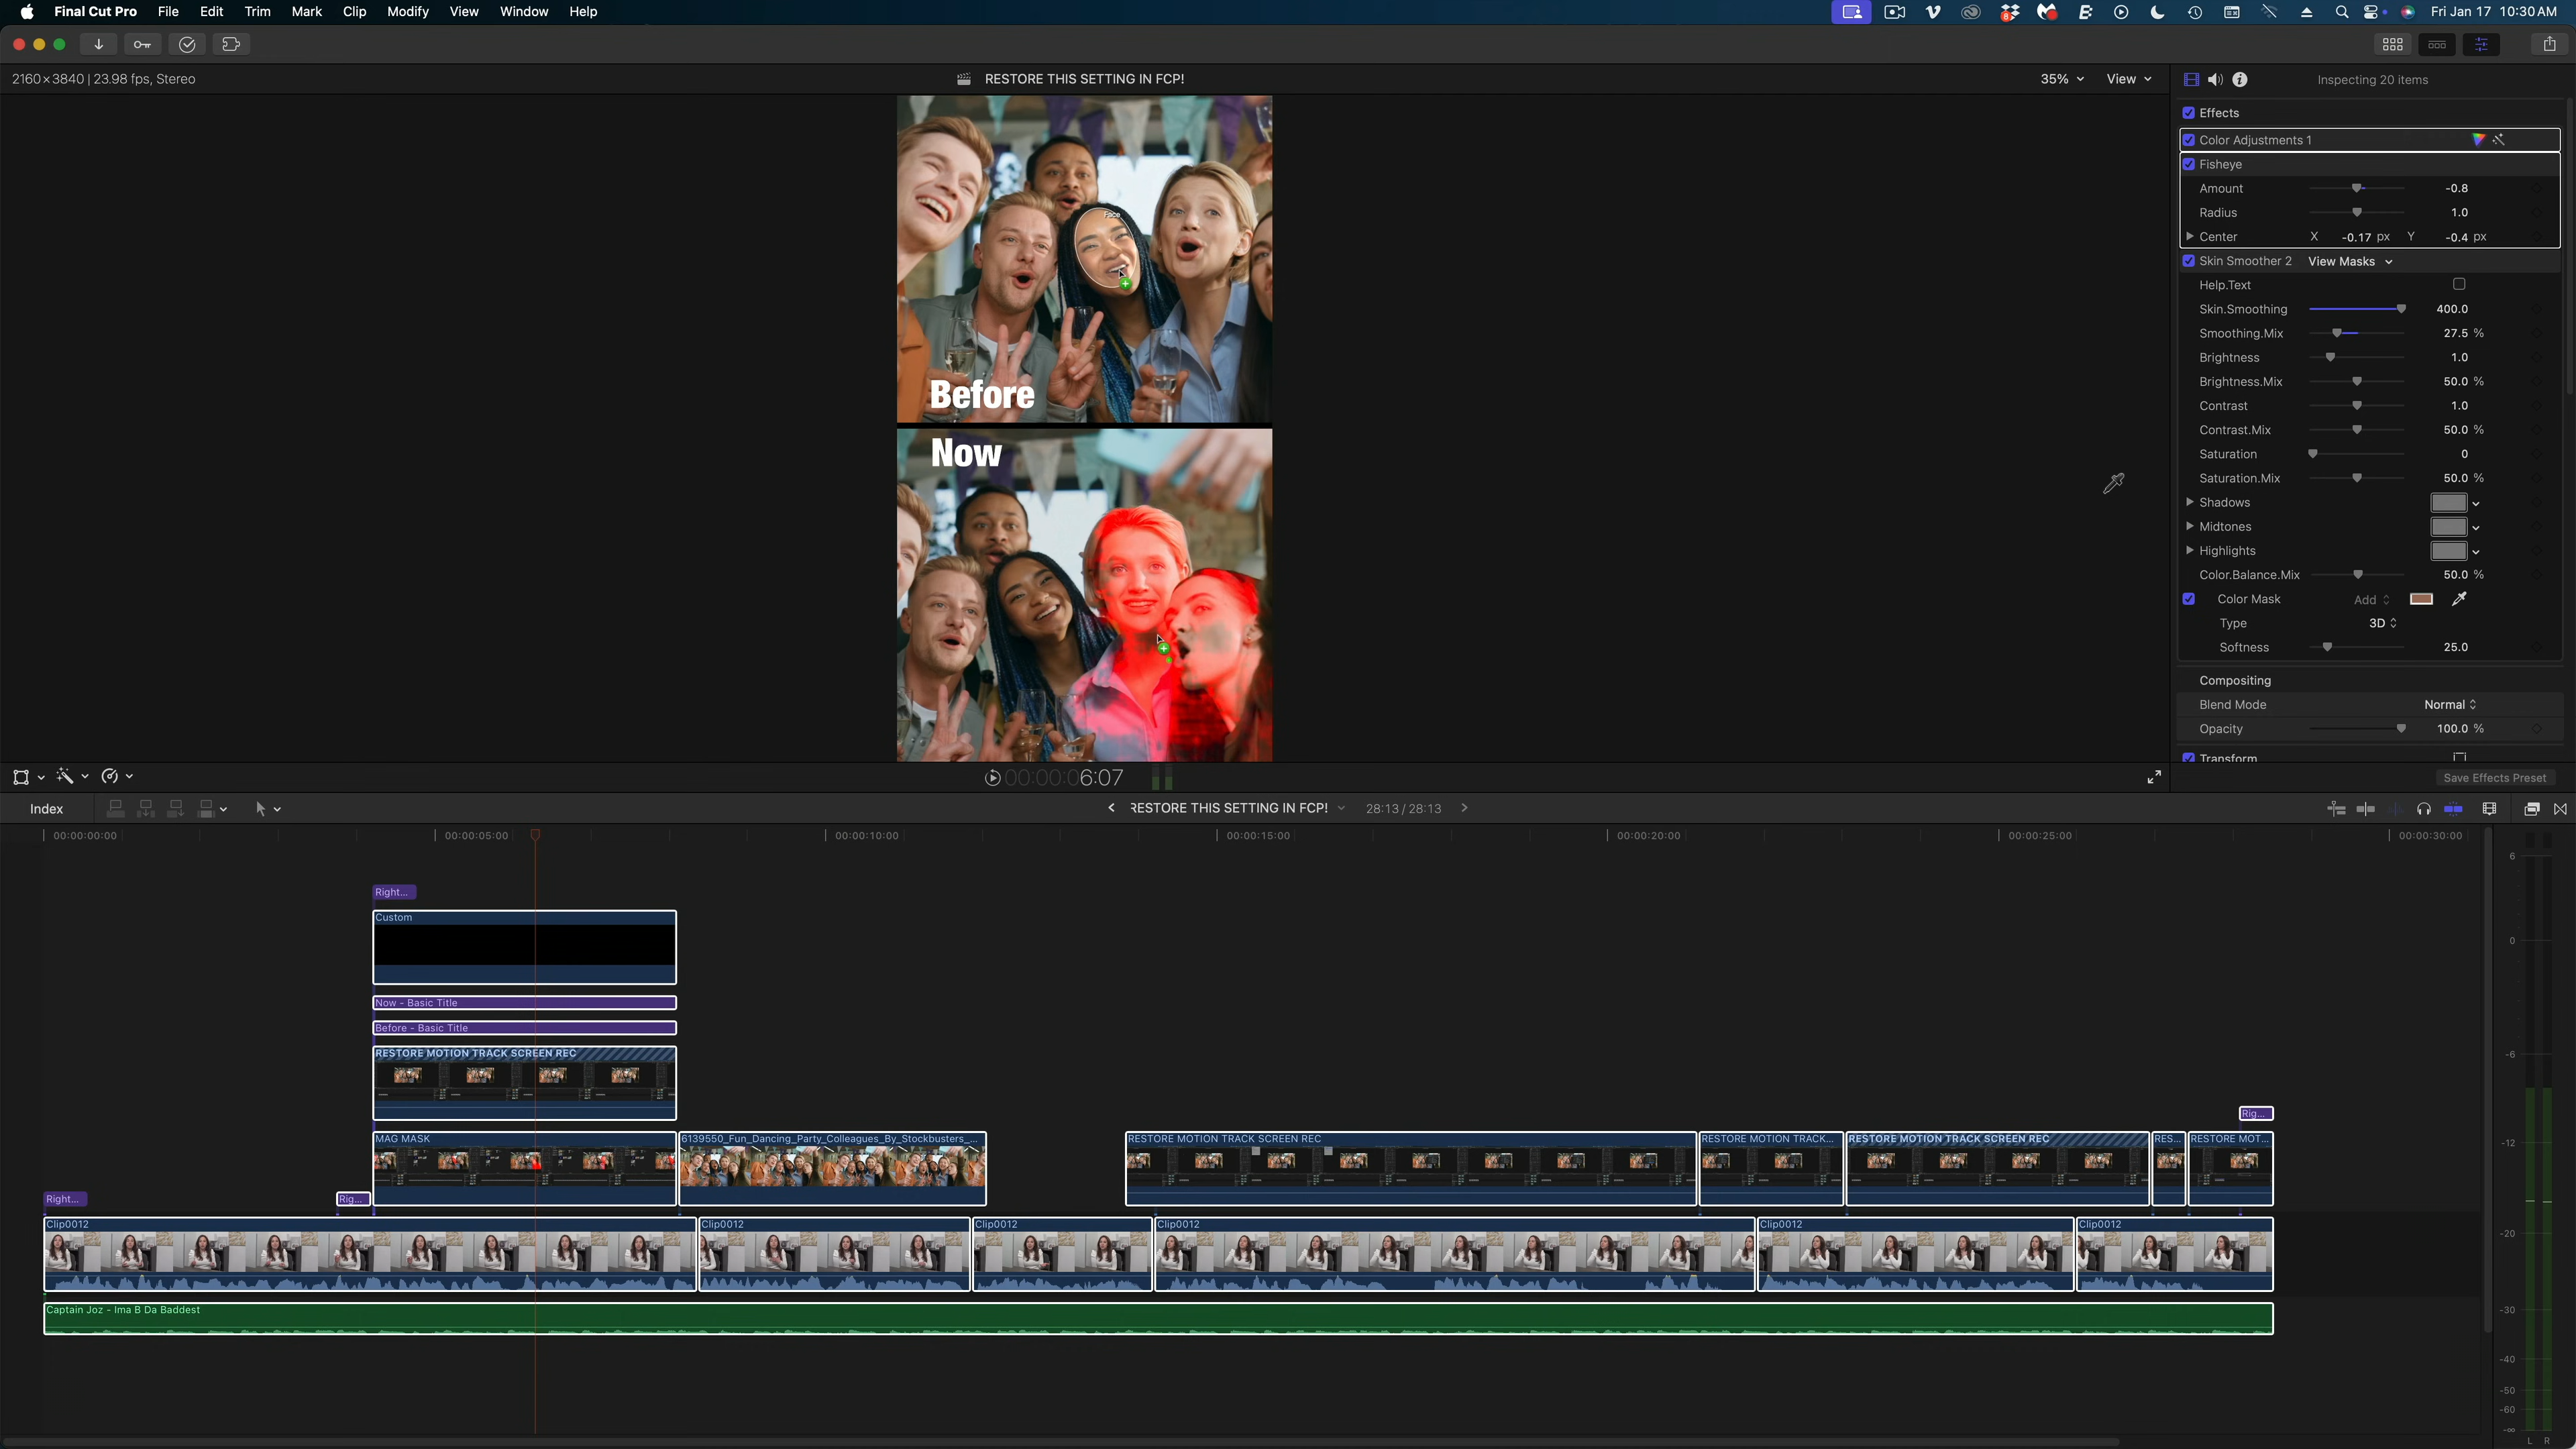 Final Cut Pro File Edit Trim Mark Clip Modify View Window Help
Fri Jan 17 10:30 AM
2160 × 3840 | 23.98 fps, Stereo
RESTORE THIS SETTING IN FCP!
35%
View
Inspecting 20 items
Effects
Color Adjustments 1
Fisheye
Amount -0.8
Radius 1.0
Center X -0.17 px Y -0.4 px
Skin Smoother 2 View Masks
Help.Text
Skin.Smoothing 400.0
Smoothing.Mix 27.5 %
Brightness 1.0
Brightness.Mix 50.0 %
Contrast 1.0
Contrast.Mix 50.0 %
Saturation 0
Saturation.Mix 50.0 %
Shadows
Midtones
Highlights
Color.Balance.Mix 50.0 %
Color Mask Add
Type 3D
Softness 25.0
Compositing
Blend Mode Normal
Opacity 100.0 %
Transform
Save Effects Preset
Face
Before
Now
00:00:06:07
Index
RESTORE THIS SETTING IN FCP!
28:13 / 28:13
00:00:00:00
00:00:05:00
00:00:10:00
00:00:15:00
00:00:20:00
00:00:25:00
00:00:30:00
Right...
Custom
Now - Basic Title
Before - Basic Title
RESTORE MOTION TRACK SCREEN REC
Rig...
MAG MASK
6139550_Fun_Dancing_Party_Colleagues_By_Stockbusters_...
RESTORE MOTION TRACK SCREEN REC
RESTORE MOTION TRACK...
RESTORE MOTION TRACK SCREEN REC
RES...
RESTORE MOT...
Right...
Rig...
Clip0012
Clip0012
Clip0012
Clip0012
Clip0012
Clip0012
Captain Joz - Ima B Da Baddest
6
0
-6
-12
-20
-30
-40
-50
-60
-∞
L R